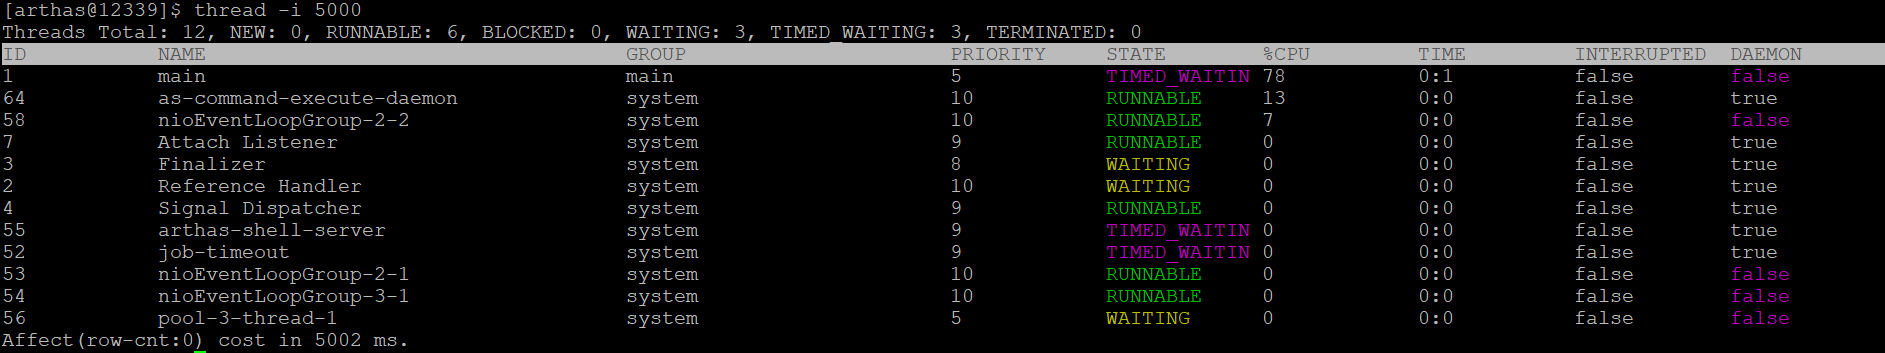 [arthas@12339]$ thread -i 5000
Threads Total: 12, NEW: 0, RUNNABLE: 6, BLOCKED: 0, WAITING: 3, TIMED_WAITING: 3, TERMINATED: 0
ID NAME GROUP PRIORITY STATE %CPU TIME INTERRUPTED DAEMON
1 main main 5 TIMED_WAITIN 78 0:1 false false
64 as-command-execute-daemon system 10 RUNNABLE 13 0:0 false true
58 nioEventLoopGroup-2-2 system 10 RUNNABLE 7 0:0 false false
7 Attach Listener system 9 RUNNABLE 0 0:0 false true
3 Finalizer system 8 WAITING 0 0:0 false true
2 Reference Handler system 10 WAITING 0 0:0 false true
4 Signal Dispatcher system 9 RUNNABLE 0 0:0 false true
55 arthas-shell-server system 9 TIMED_WAITIN 0 0:0 false true
52 job-timeout system 9 TIMED_WAITIN 0 0:0 false true
53 nioEventLoopGroup-2-1 system 10 RUNNABLE 0 0:0 false false
54 nioEventLoopGroup-3-1 system 10 RUNNABLE 0 0:0 false false
56 pool-3-thread-1 system 5 WAITING 0 0:0 false false
Affect(row-cnt:0) cost in 5002 ms.